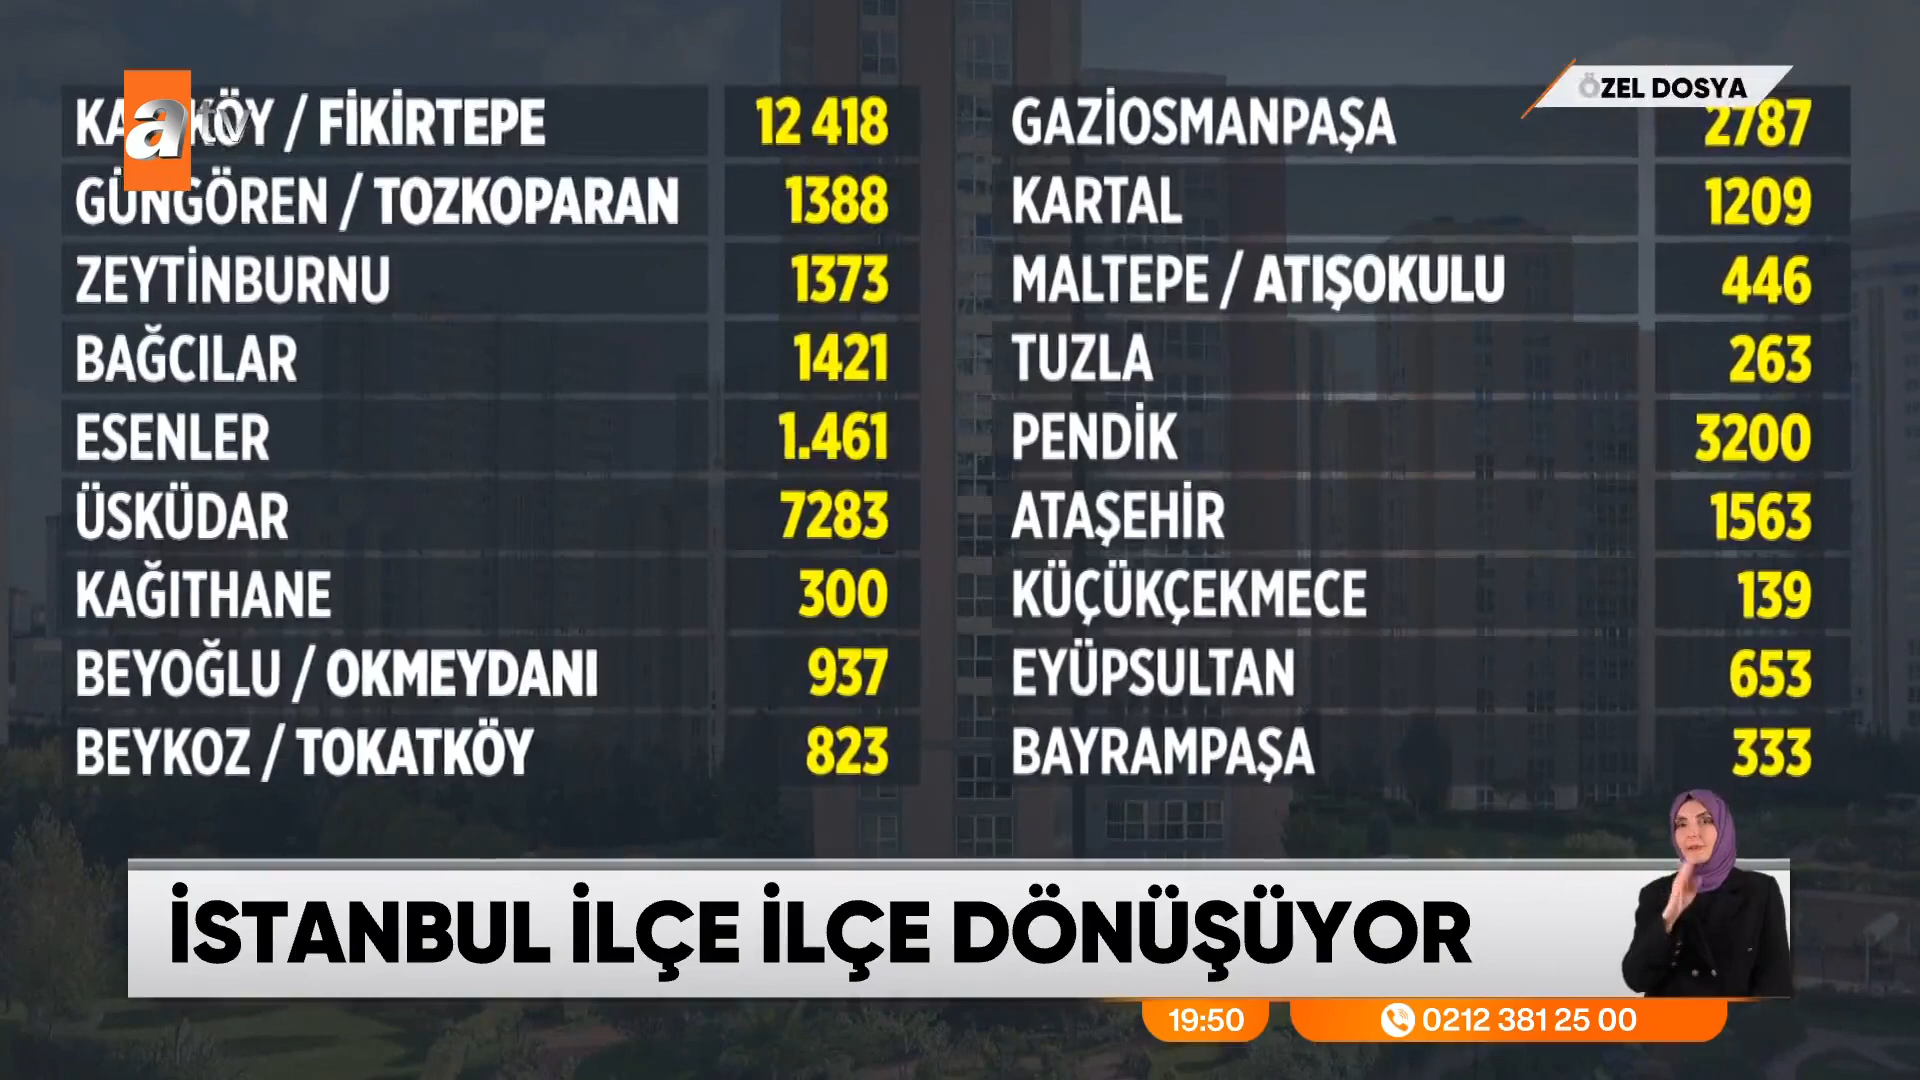 atv
ÖZEL DOSYA
KADIKÖY / FİKİRTEPE 12 418
GÜNGÖREN / TOZKOPARAN 1388
ZEYTİNBURNU 1373
BAĞCILAR 1421
ESENLER 1.461
ÜSKÜDAR 7283
KAĞITHANE 300
BEYOĞLU / OKMEYDANI 937
BEYKOZ / TOKATKÖY 823
GAZİOSMANPAŞA 2787
KARTAL 1209
MALTEPE / ATIŞOKULU 446
TUZLA 263
PENDİK 3200
ATAŞEHİR 1563
KÜÇÜKÇEKMECE 139
EYÜPSULTAN 653
BAYRAMPAŞA 333
İSTANBUL İLÇE İLÇE DÖNÜŞÜYOR
19:50
0212 381 25 00